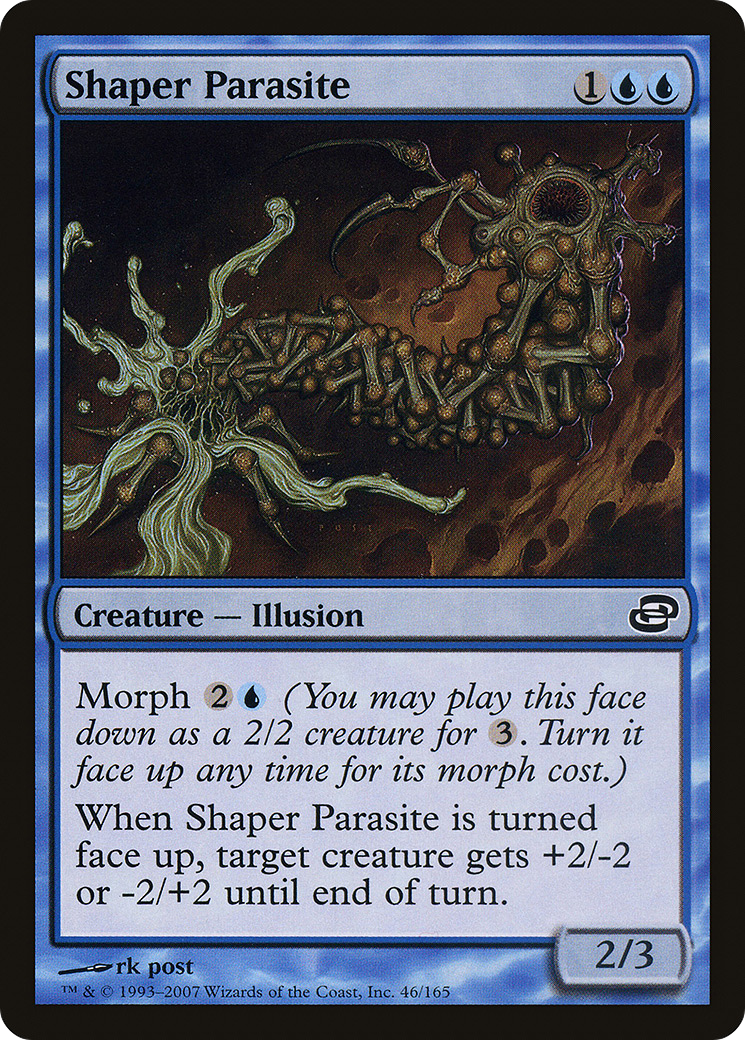 Shaper Parasite
1
POST
Creature — Illusion
Morph 2 (You may play this face
down as a 2/2 creature for 3. Turn it
face up any time for its morph cost.)
When Shaper Parasite is turned
face up, target creature gets +2/-2
or -2/+2 until end of turn.
2/3
rk post
™ & © 1993–2007 Wizards of the Coast, Inc. 46/165